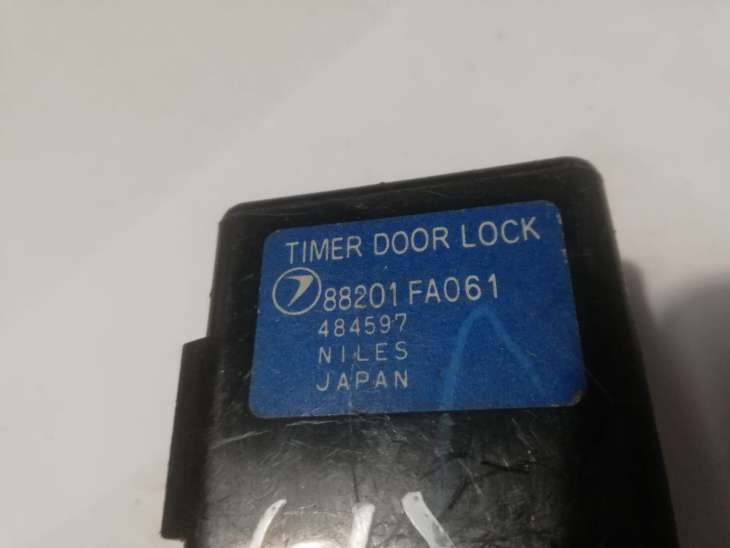 TIMER DOOR LOCK
88201 FA061
484597
NILES
JAPAN